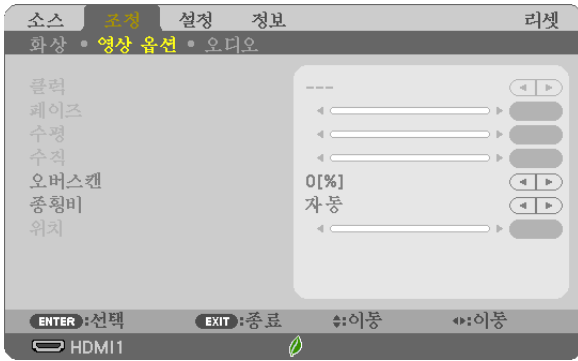 소스 조정 설정 정보 리셋
화상 • 영상 옵션 • 오디오
클럭 ---
페이즈
수평
수직
오버스캔 0[%]
종횡비 자동
위치
ENTER :선택 EXIT :종료 :이동 :이동
HDMI1